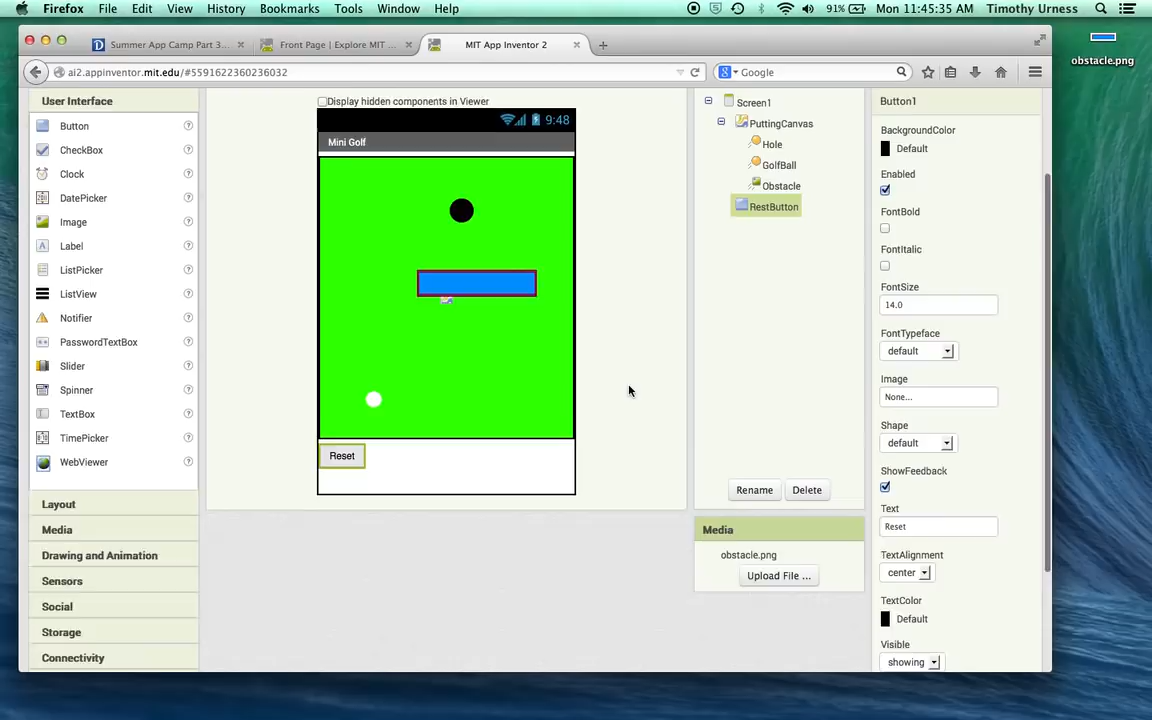 Firefox File Edit View History Bookmarks Tools Window Help
91% Mon 11:45:35 Timothy Urness
Summer App Camp Part 3...
Front Page | Explore MIT ...
MIT App Inventor 2
ai2.appinventor.mit.edu/#5591622360236032
Google
obstacle.png
User Interface
Button
CheckBox
Clock
DatePicker
Image
Label
ListPicker
ListView
Notifier
PasswordTextBox
Slider
Spinner
TextBox
TimePicker
WebViewer
Layout
Media
Drawing and Animation
Sensors
Social
Storage
Connectivity
Display hidden components in Viewer
9:48
Mini Golf
Reset
Screen1
PuttingCanvas
Hole
GolfBall
Obstacle
RestButton
Rename
Delete
Media
obstacle.png
Upload File ...
Button1
BackgroundColor
Default
Enabled
FontBold
FontItalic
FontSize
14.0
FontTypeface
default
Image
None...
Shape
default
ShowFeedback
Text
Reset
TextAlignment
center
TextColor
Default
Visible
showing